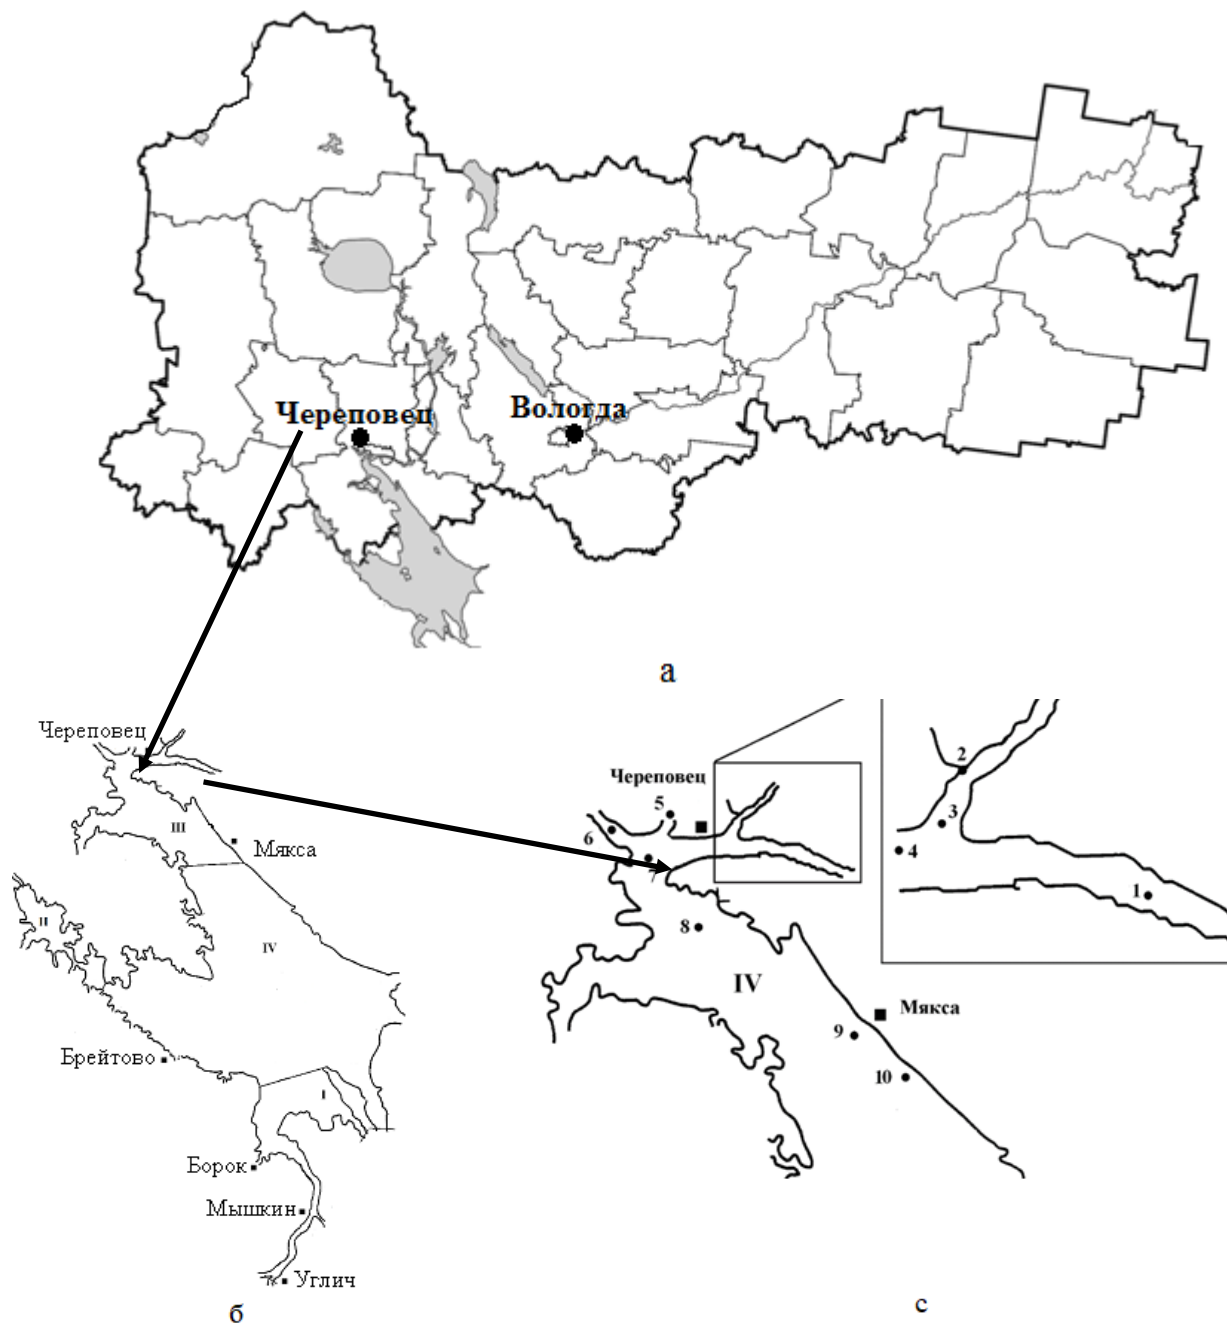 Череповец
Вологда
а
Череповец
III
Мякса
II
IV
Брейтово
I
Борок
Мышкин
Углич
б
Череповец
5
6
7
8
IV
Мякса
9
10
2
3
4
1
с